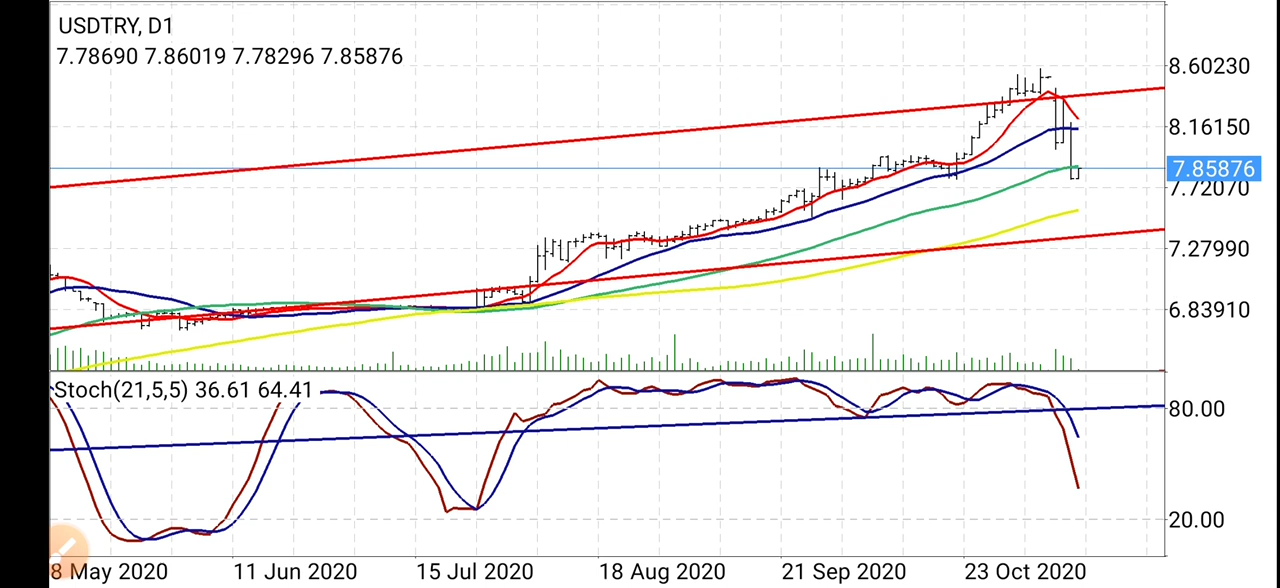 USDTRY, D1
7.78690 7.86019 7.78296 7.85876
8.60230
8.16150
7.85876
7.72070
7.27990
6.83910
Stoch(21,5,5) 36.61 64.41
80.00
20.00
8 May 2020 11 Jun 2020 15 Jul 2020 18 Aug 2020 21 Sep 2020 23 Oct 2020